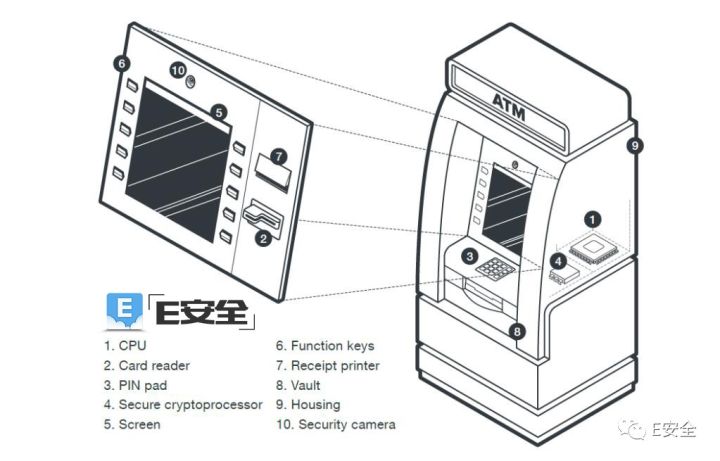 6
10
5
7
2
ATM
9
1
3
4
8
E
E安全
1. CPU
2. Card reader
3. PIN pad
4. Secure cryptoprocessor
5. Screen
6. Function keys
7. Receipt printer
8. Vault
9. Housing
10. Security camera
E安全